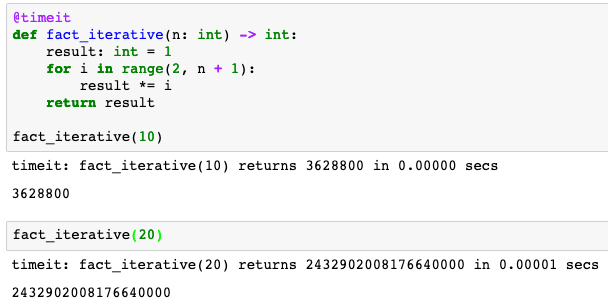 @timeit
def fact_iterative(n: int) -> int:
    result: int = 1
    for i in range(2, n + 1):
        result *= i
    return result

fact_iterative(10)
timeit: fact_iterative(10) returns 3628800 in 0.00000 secs
3628800
fact_iterative(20)
timeit: fact_iterative(20) returns 2432902008176640000 in 0.00001 secs
2432902008176640000